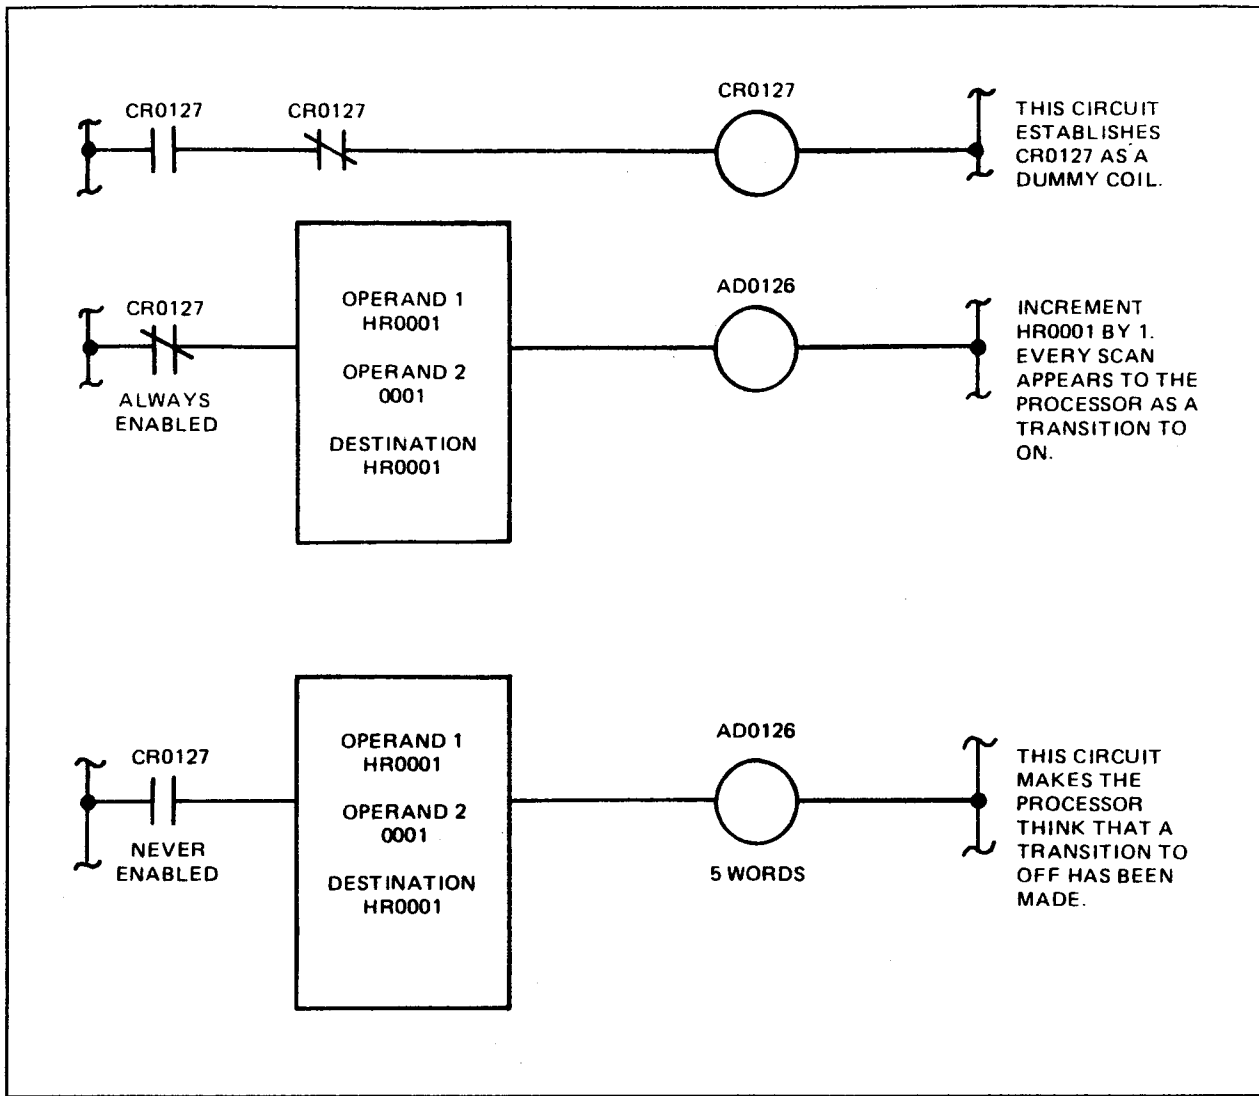 CR0127
CR0127
CR0127
THIS CIRCUIT
ESTABLISHES
CR0127 AS A
DUMMY COIL.
CR0127
ALWAYS
ENABLED
OPERAND 1
HR0001
OPERAND 2
0001
DESTINATION
HR0001
AD0126
INCREMENT
HR0001 BY 1.
EVERY SCAN
APPEARS TO THE
PROCESSOR AS A
TRANSITION TO
ON.
CR0127
NEVER
ENABLED
OPERAND 1
HR0001
OPERAND 2
0001
DESTINATION
HR0001
AD0126
5 WORDS
THIS CIRCUIT
MAKES THE
PROCESSOR
THINK THAT A
TRANSITION TO
OFF HAS BEEN
MADE.